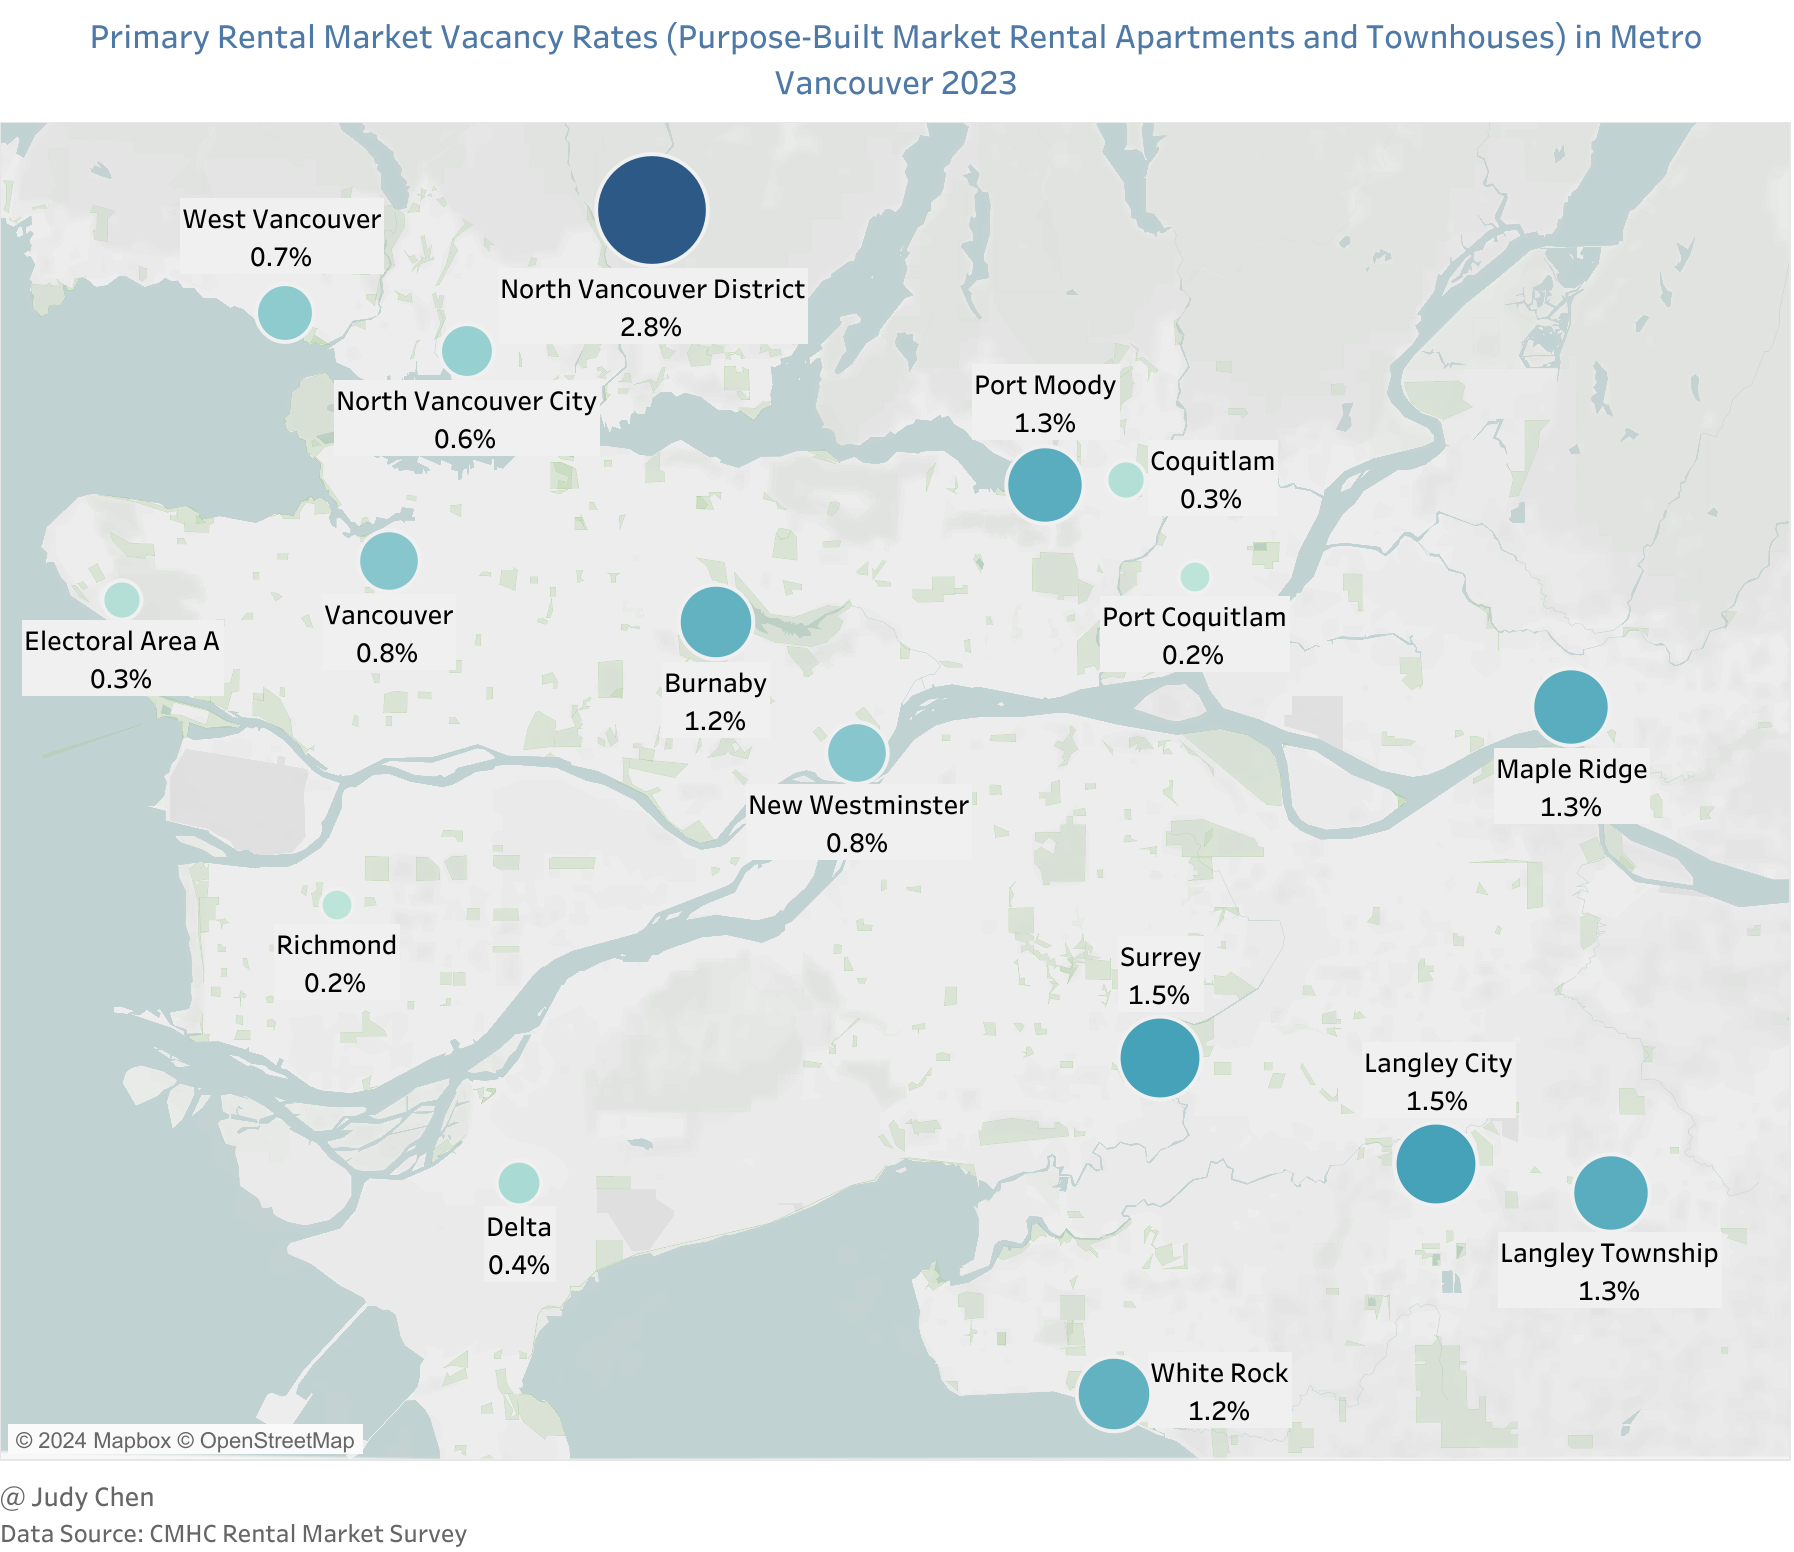 Primary Rental Market Vacancy Rates (Purpose-Built Market Rental Apartments and Townhouses) in Metro
Vancouver 2023
West Vancouver
0.7%
North Vancouver District
2.8%
North Vancouver City
0.6%
Port Moody
1.3%
Coquitlam
0.3%
Port Coquitlam
0.2%
Electoral Area A
0.3%
Vancouver
0.8%
Burnaby
1.2%
New Westminster
0.8%
Maple Ridge
1.3%
Richmond
0.2%
Surrey
1.5%
Langley City
1.5%
Delta
0.4%
Langley Township
1.3%
White Rock
1.2%
© 2024 Mapbox © OpenStreetMap
@ Judy Chen
Data Source: CMHC Rental Market Survey